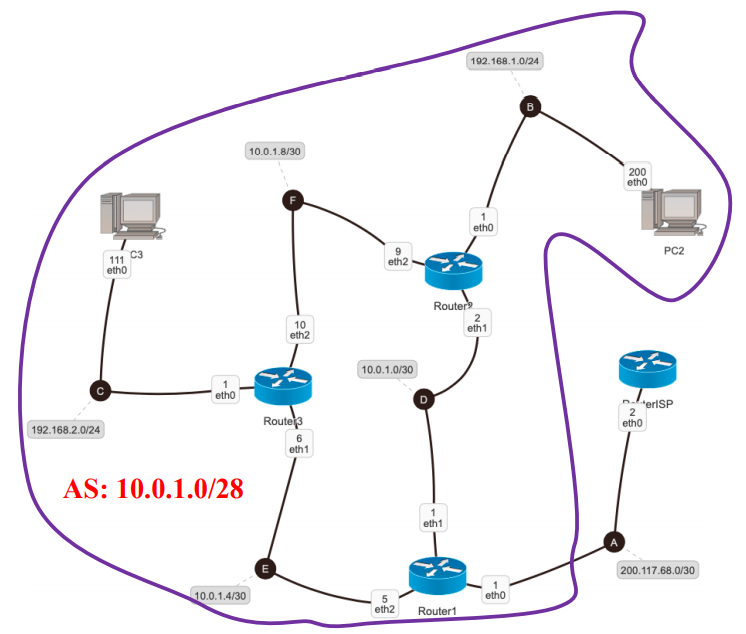 192.168.1.0/24
B
10.0.1.8/30
200
eth0
F
1
eth0
C3
PC2
111
eth0
9
eth2
Router2
2
eth1
10
eth2
10.0.1.0/30
D
C
1
eth0
Router3
RouterISP
2
eth0
192.168.2.0/24
6
eth1
AS: 10.0.1.0/28
1
eth1
A
200.117.68.0/30
E
10.0.1.4/30
5
eth2
1
eth0
Router1